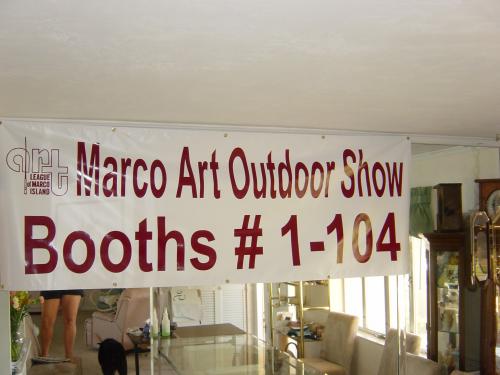 art
LEAGUE
of MARCO
ISLAND
Marco Art Outdoor Show
Booths # 1-104